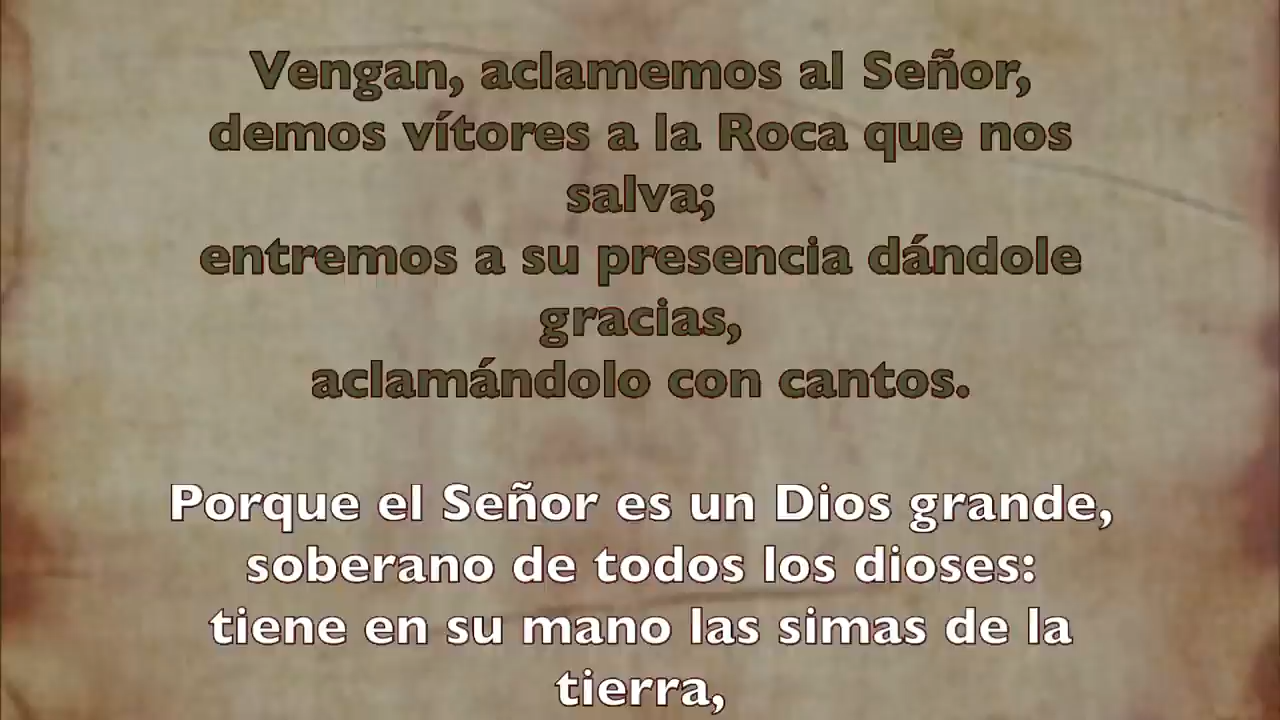 Vengan, aclamemos al Señor,
demos vítores a la Roca que nos
salva;
entremos a su presencia dándole
gracias,
aclamándolo con cantos.
Porque el Señor es un Dios grande,
soberano de todos los dioses:
tiene en su mano las simas de la
tierra,